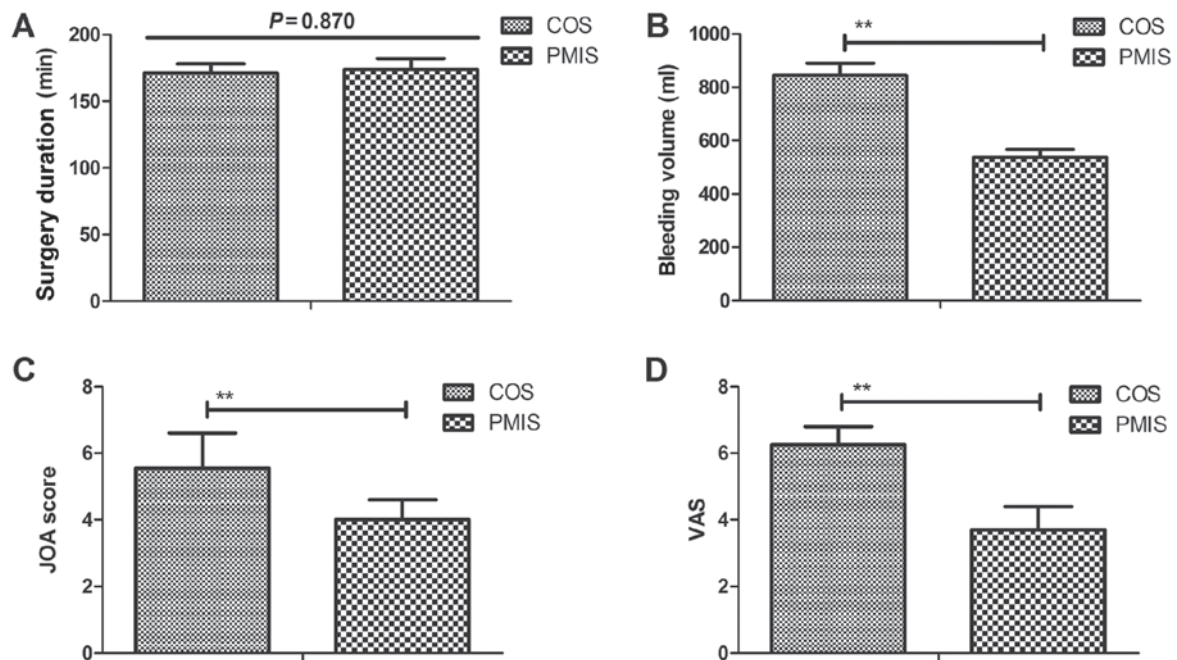 A
P=0.870
COS
PMIS
Surgery duration (min)
200
150
100
50
0
B
**
COS
PMIS
Bleeding volume (ml)
1000
800
600
400
200
0
C
**
COS
PMIS
JOA score
8
6
4
2
0
D
**
COS
PMIS
VAS
8
6
4
2
0